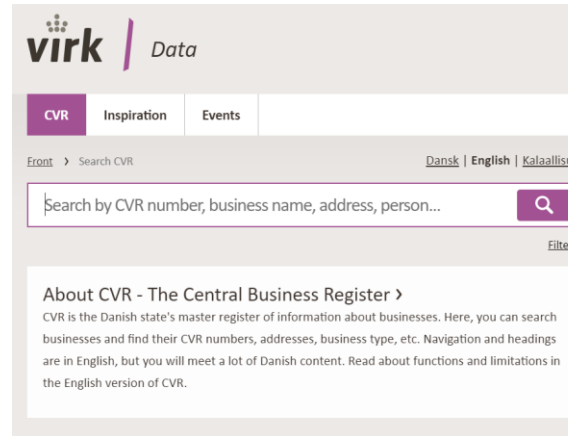 virk / Data
CVR Inspiration Events
Front > Search CVR Dansk | English |
Search by CVR number, business name, address, person...
About CVR - The Central Business Register >
CVR is the Danish state's master register of information about businesses. Here, you can search
businesses and find their CVR numbers, addresses, business type, etc. Navigation and headings
are in English, but you will meet a lot of Danish content. Read about functions and limitations in
the English version of CVR.